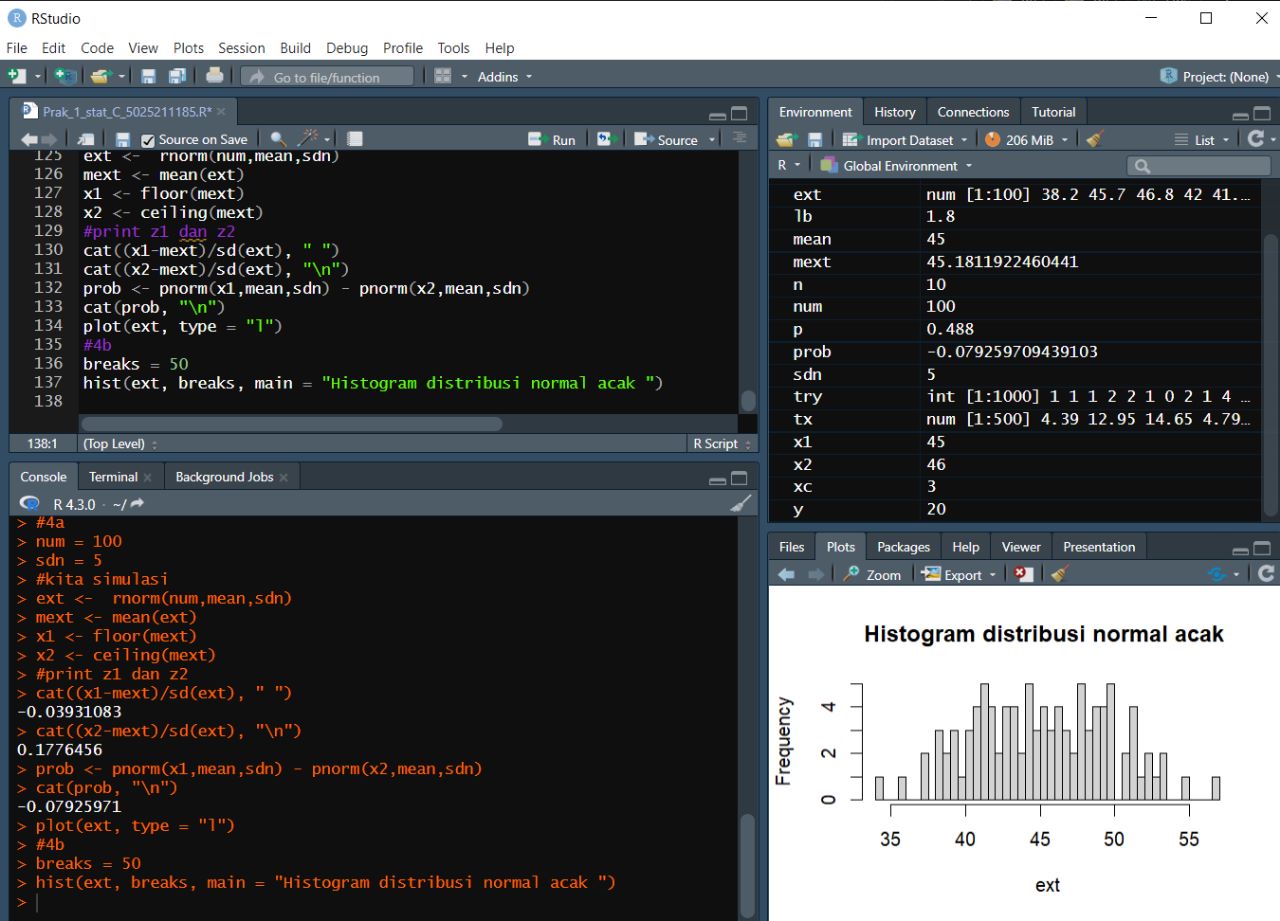 RStudio
File Edit Code View Plots Session Build Debug Profile Tools Help
Go to file/function Addins Project: (None)
Prak_1_stat_C_5025211185.R*
Source on Save Run Source
125 ext <-  rnorm(num,mean,sdn)
126 mext <- mean(ext)
127 x1 <- floor(mext)
128 x2 <- ceiling(mext)
129 #print z1 dan z2
130 cat((x1-mext)/sd(ext), " ")
131 cat((x2-mext)/sd(ext), "\n")
132 prob <- pnorm(x1,mean,sdn) - pnorm(x2,mean,sdn)
133 cat(prob, "\n")
134 plot(ext, type = "l")
135 #4b
136 breaks = 50
137 hist(ext, breaks, main = "Histogram distribusi normal acak ")
138
138:1 (Top Level) R Script
Console Terminal Background Jobs
R 4.3.0 · ~/
> #4a
> num = 100
> sdn = 5
> #kita simulasi
> ext <-  rnorm(num,mean,sdn)
> mext <- mean(ext)
> x1 <- floor(mext)
> x2 <- ceiling(mext)
> #print z1 dan z2
> cat((x1-mext)/sd(ext), " ")
-0.03931083
> cat((x2-mext)/sd(ext), "\n")
0.1776456
> prob <- pnorm(x1,mean,sdn) - pnorm(x2,mean,sdn)
> cat(prob, "\n")
-0.07925971
> plot(ext, type = "l")
> #4b
> breaks = 50
> hist(ext, breaks, main = "Histogram distribusi normal acak ")
>
Environment History Connections Tutorial
Import Dataset 206 MiB List
R Global Environment
ext num [1:100] 38.2 45.7 46.8 42 41...
lb 1.8
mean 45
mext 45.1811922460441
n 10
num 100
p 0.488
prob -0.079259709439103
sdn 5
try int [1:1000] 1 1 1 2 2 1 0 2 1 4 ...
tx num [1:500] 4.39 12.95 14.65 4.79...
x1 45
x2 46
xc 3
y 20
Files Plots Packages Help Viewer Presentation
Zoom Export
Histogram distribusi normal acak
Frequency
4
2
0
35 40 45 50 55
ext